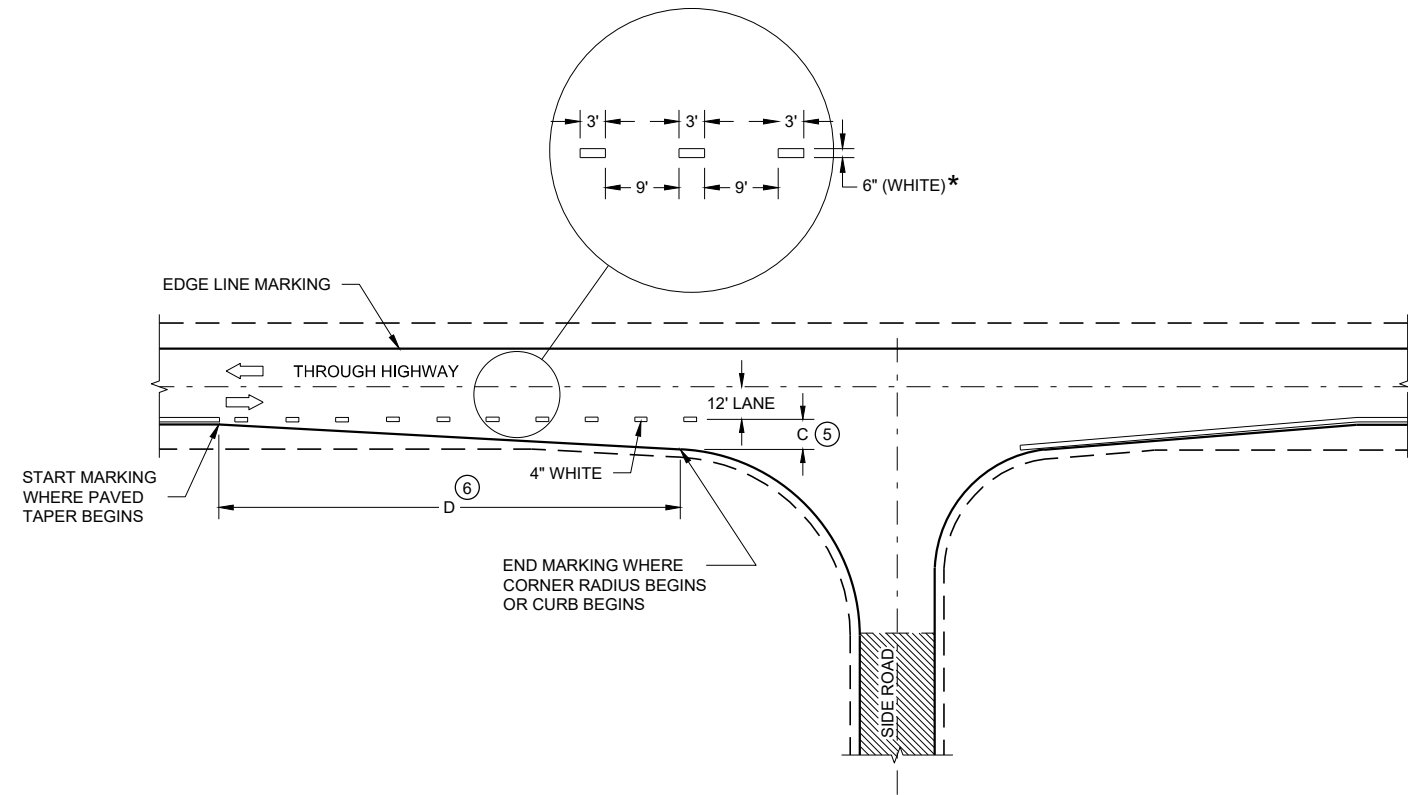 3' 3' 3'
9' 9'
6" (WHITE)*
EDGE LINE MARKING
THROUGH HIGHWAY
12' LANE
C 5
4" WHITE
START MARKING
WHERE PAVED
TAPER BEGINS
6
D
END MARKING WHERE
CORNER RADIUS BEGINS
OR CURB BEGINS
SIDE ROAD